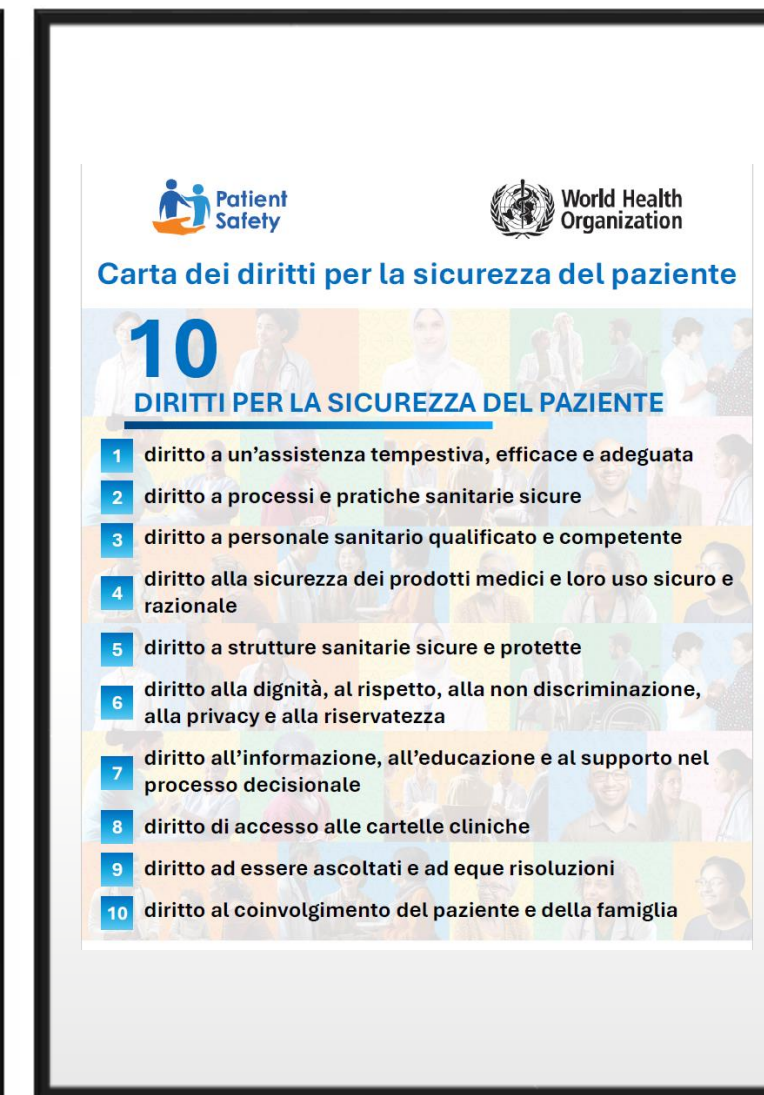 Patient
Safety
World Health
Organization
Carta dei diritti per la sicurezza del paziente
10
DIRITTI PER LA SICUREZZA DEL PAZIENTE
1 diritto a un’assistenza tempestiva, efficace e adeguata
2 diritto a processi e pratiche sanitarie sicure
3 diritto a personale sanitario qualificato e competente
4 diritto alla sicurezza dei prodotti medici e loro uso sicuro e
razionale
5 diritto a strutture sanitarie sicure e protette
6 diritto alla dignità, al rispetto, alla non discriminazione,
alla privacy e alla riservatezza
7 diritto all’informazione, all’educazione e al supporto nel
processo decisionale
8 diritto di accesso alle cartelle cliniche
9 diritto ad essere ascoltati e ad eque risoluzioni
10 diritto al coinvolgimento del paziente e della famiglia